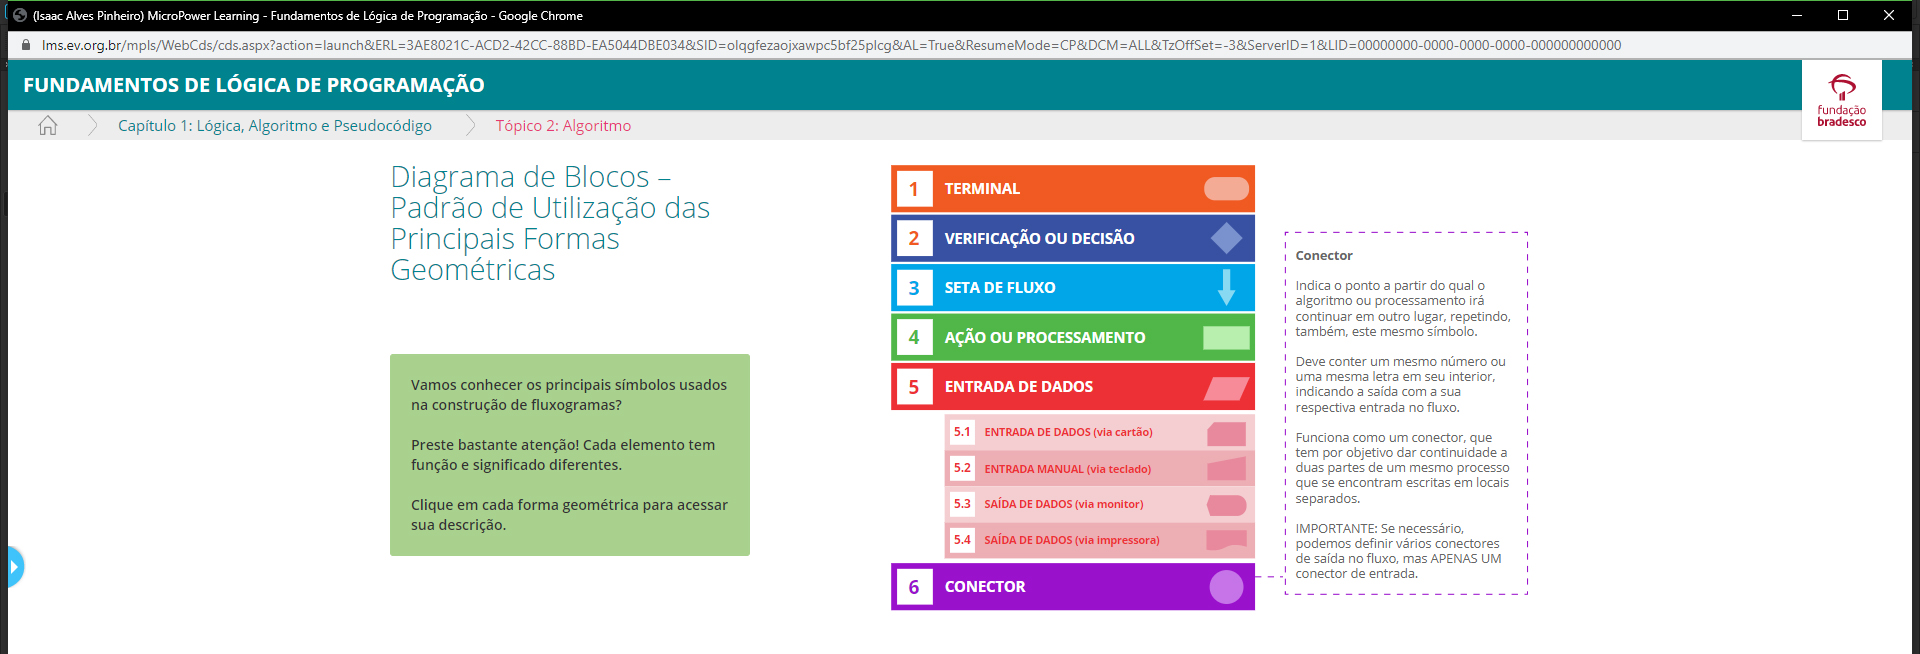 (Isaac Alves Pinheiro) MicroPower Learning - Fundamentos de Lógica de Programação - Google Chrome
lms.ev.org.br/mpls/WebCds/cds.aspx?action=launch&ERL=3AE8021C-ACD2-42CC-88BD-EA5044DBE034&SID=olqgfezaojxawpc5bf25plcg&AL=True&ResumeMode=CP&DCM=ALL&TzOffSet=-3&ServerID=1&LID=00000000-0000-0000-0000-000000000000
FUNDAMENTOS DE LÓGICA DE PROGRAMAÇÃO
fundação
bradesco
Capítulo 1: Lógica, Algoritmo e Pseudocódigo
Tópico 2: Algoritmo
Diagrama de Blocos –
Padrão de Utilização das
Principais Formas
Geométricas
Vamos conhecer os principais símbolos usados
na construção de fluxogramas?
Preste bastante atenção! Cada elemento tem
função e significado diferentes.
Clique em cada forma geométrica para acessar
sua descrição.
1 TERMINAL
2 VERIFICAÇÃO OU DECISÃO
3 SETA DE FLUXO
4 AÇÃO OU PROCESSAMENTO
5 ENTRADA DE DADOS
5.1 ENTRADA DE DADOS (via cartão)
5.2 ENTRADA MANUAL (via teclado)
5.3 SAÍDA DE DADOS (via monitor)
5.4 SAÍDA DE DADOS (via impressora)
6 CONECTOR
Conector
Indica o ponto a partir do qual o
algoritmo ou processamento irá
continuar em outro lugar, repetindo,
também, este mesmo símbolo.
Deve conter um mesmo número ou
uma mesma letra em seu interior,
indicando a saída com a sua
respectiva entrada no fluxo.
Funciona como um conector, que
tem por objetivo dar continuidade a
duas partes de um mesmo processo
que se encontram escritas em locais
separados.
IMPORTANTE: Se necessário,
podemos definir vários conectores
de saída no fluxo, mas APENAS UM
conector de entrada.